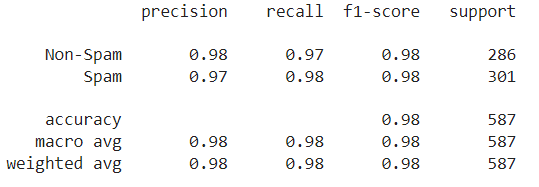 precision recall f1-score support
Non-Spam 0.98 0.97 0.98 286
Spam 0.97 0.98 0.98 301
accuracy 0.98 587
macro avg 0.98 0.98 0.98 587
weighted avg 0.98 0.98 0.98 587